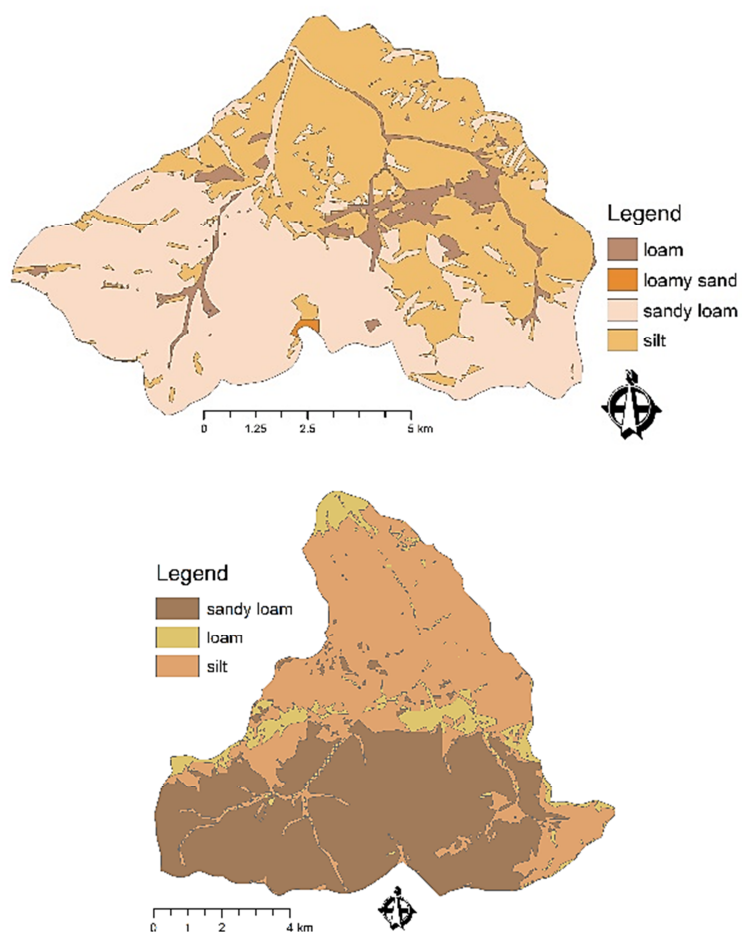 Legend
loam
loamy sand
sandy loam
silt
0 1.25 2.5 5 km
Legend
sandy loam
loam
silt
0 1 2 4 km